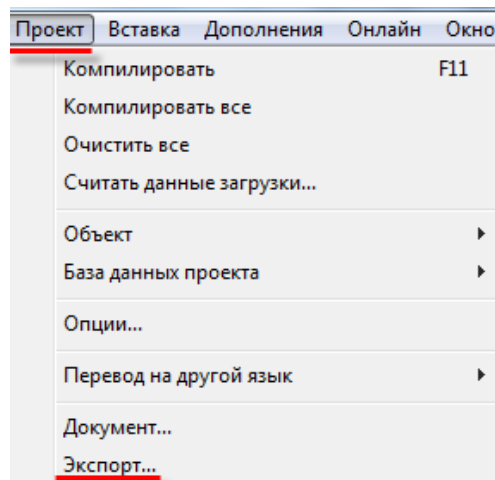 Проект Вставка Дополнения Онлайн Окно
Компилировать F11
Компилировать все
Очистить все
Считать данные загрузки...
Объект
База данных проекта
Опции...
Перевод на другой язык
Документ...
Экспорт...